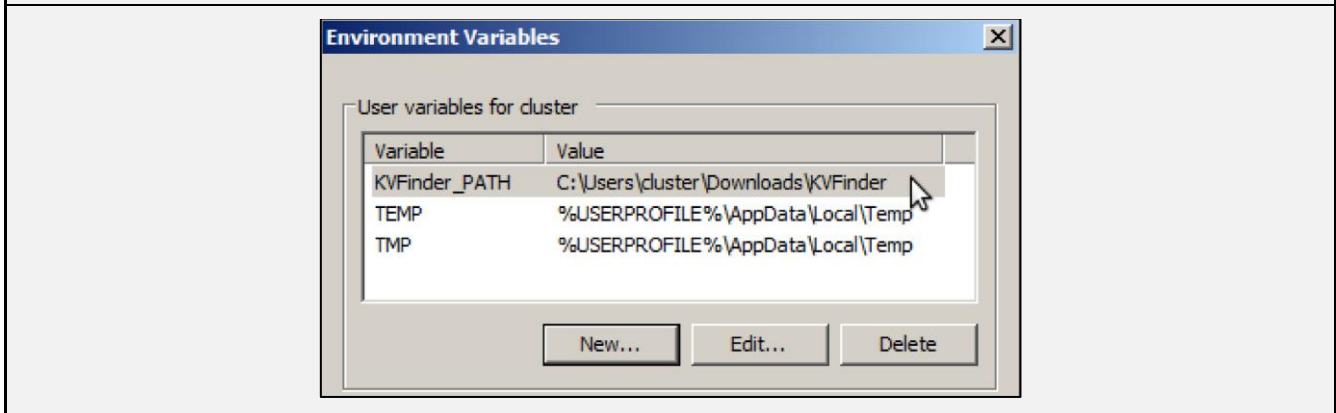 Environment Variables
User variables for cluster
Variable Value
KVFinder_PATH C:\Users\cluster\Downloads\KVFinder
TEMP %USERPROFILE%\AppData\Local\Temp
TMP %USERPROFILE%\AppData\Local\Temp
New... Edit... Delete